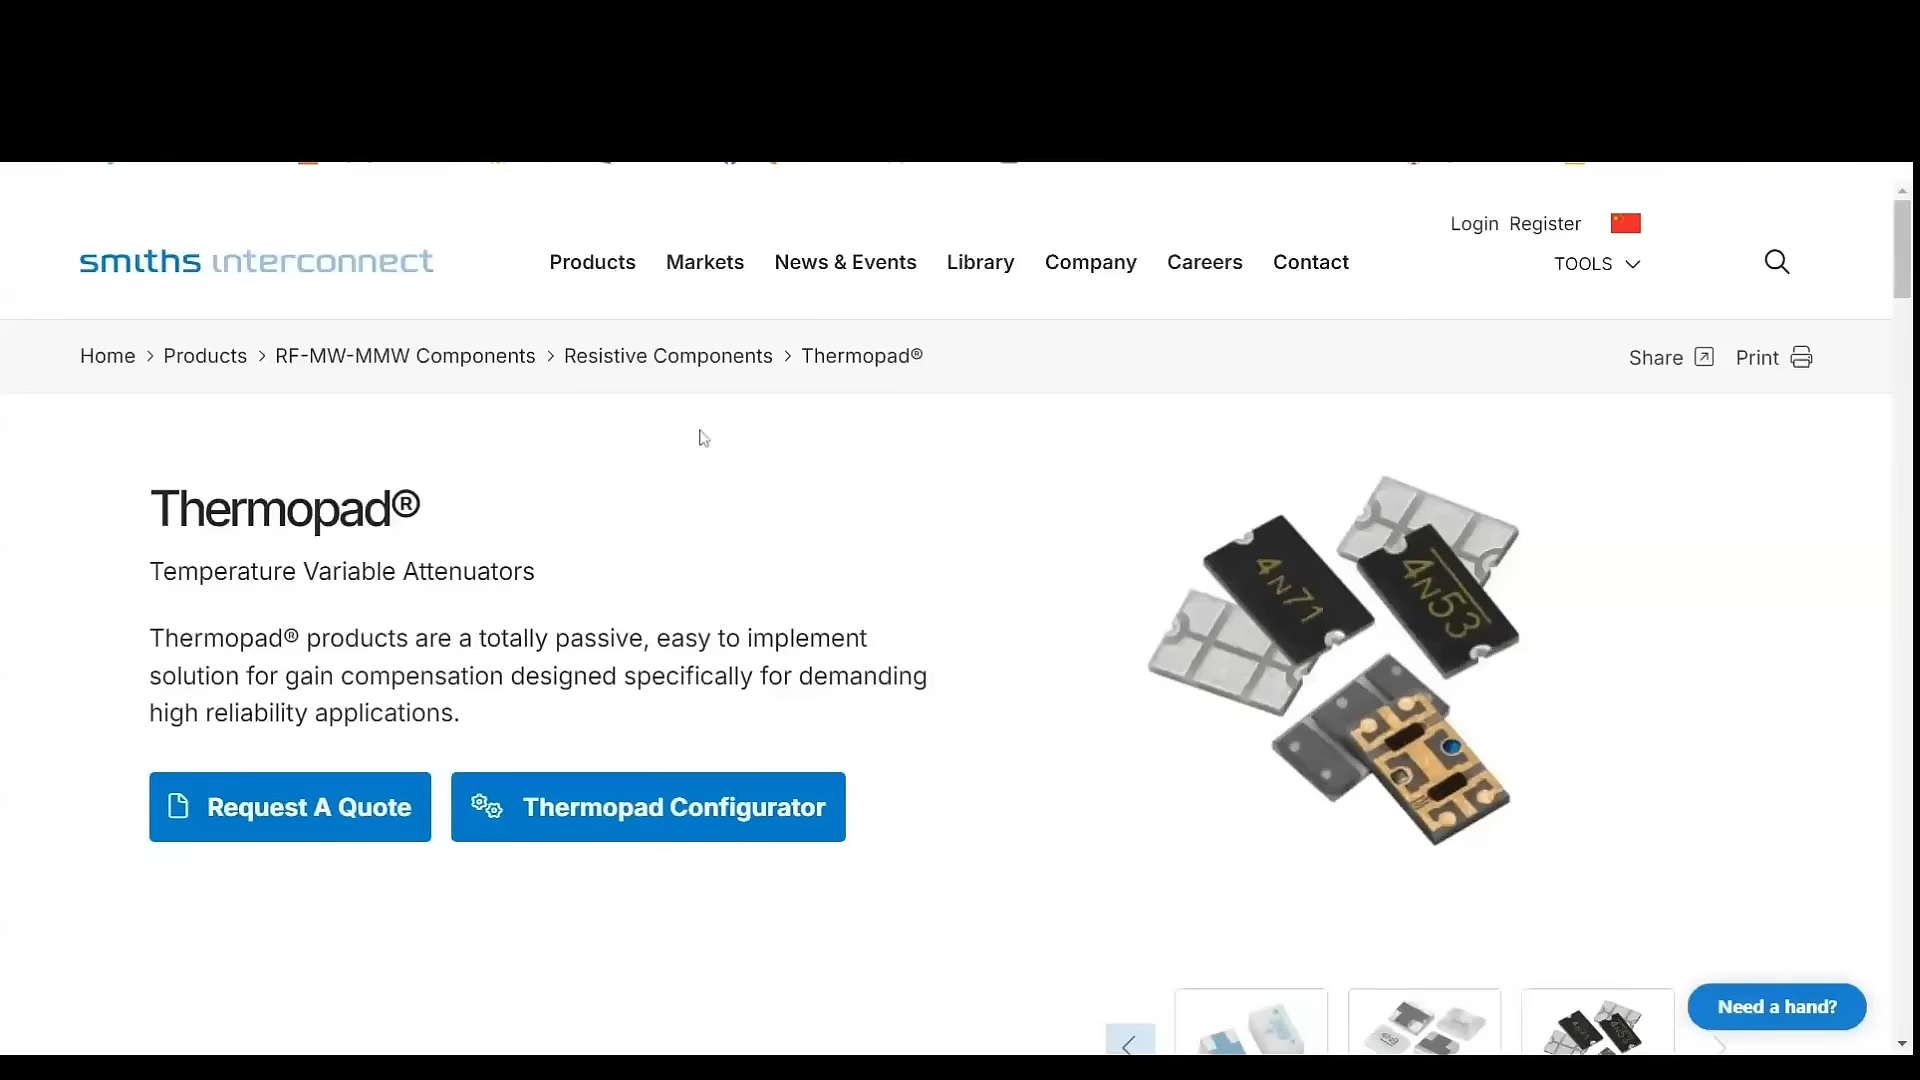 Login Register
smiths interconnect
Products Markets News & Events Library Company Careers Contact
TOOLS
Home > Products > RF-MW-MMW Components > Resistive Components > Thermopad®
Share Print
Thermopad®
Temperature Variable Attenuators
Thermopad® products are a totally passive, easy to implement
solution for gain compensation designed specifically for demanding
high reliability applications.
Request A Quote
Thermopad Configurator
4N71
4N53
Need a hand?